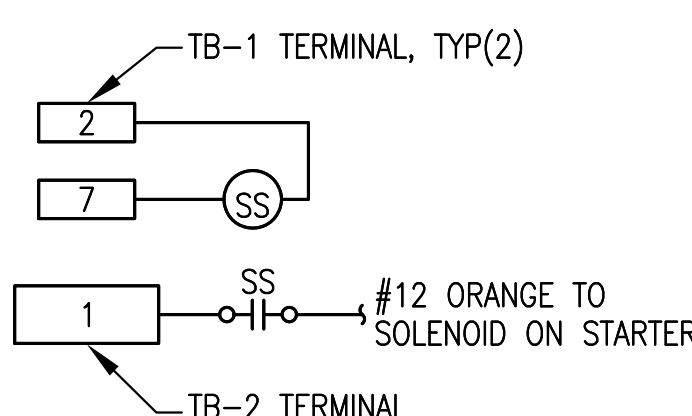 TB-1 TERMINAL, TYP(2)
2
7
SS
SS
1
#12 ORANGE TO
SOLENOID ON STARTER
TB-2 TERMINAL